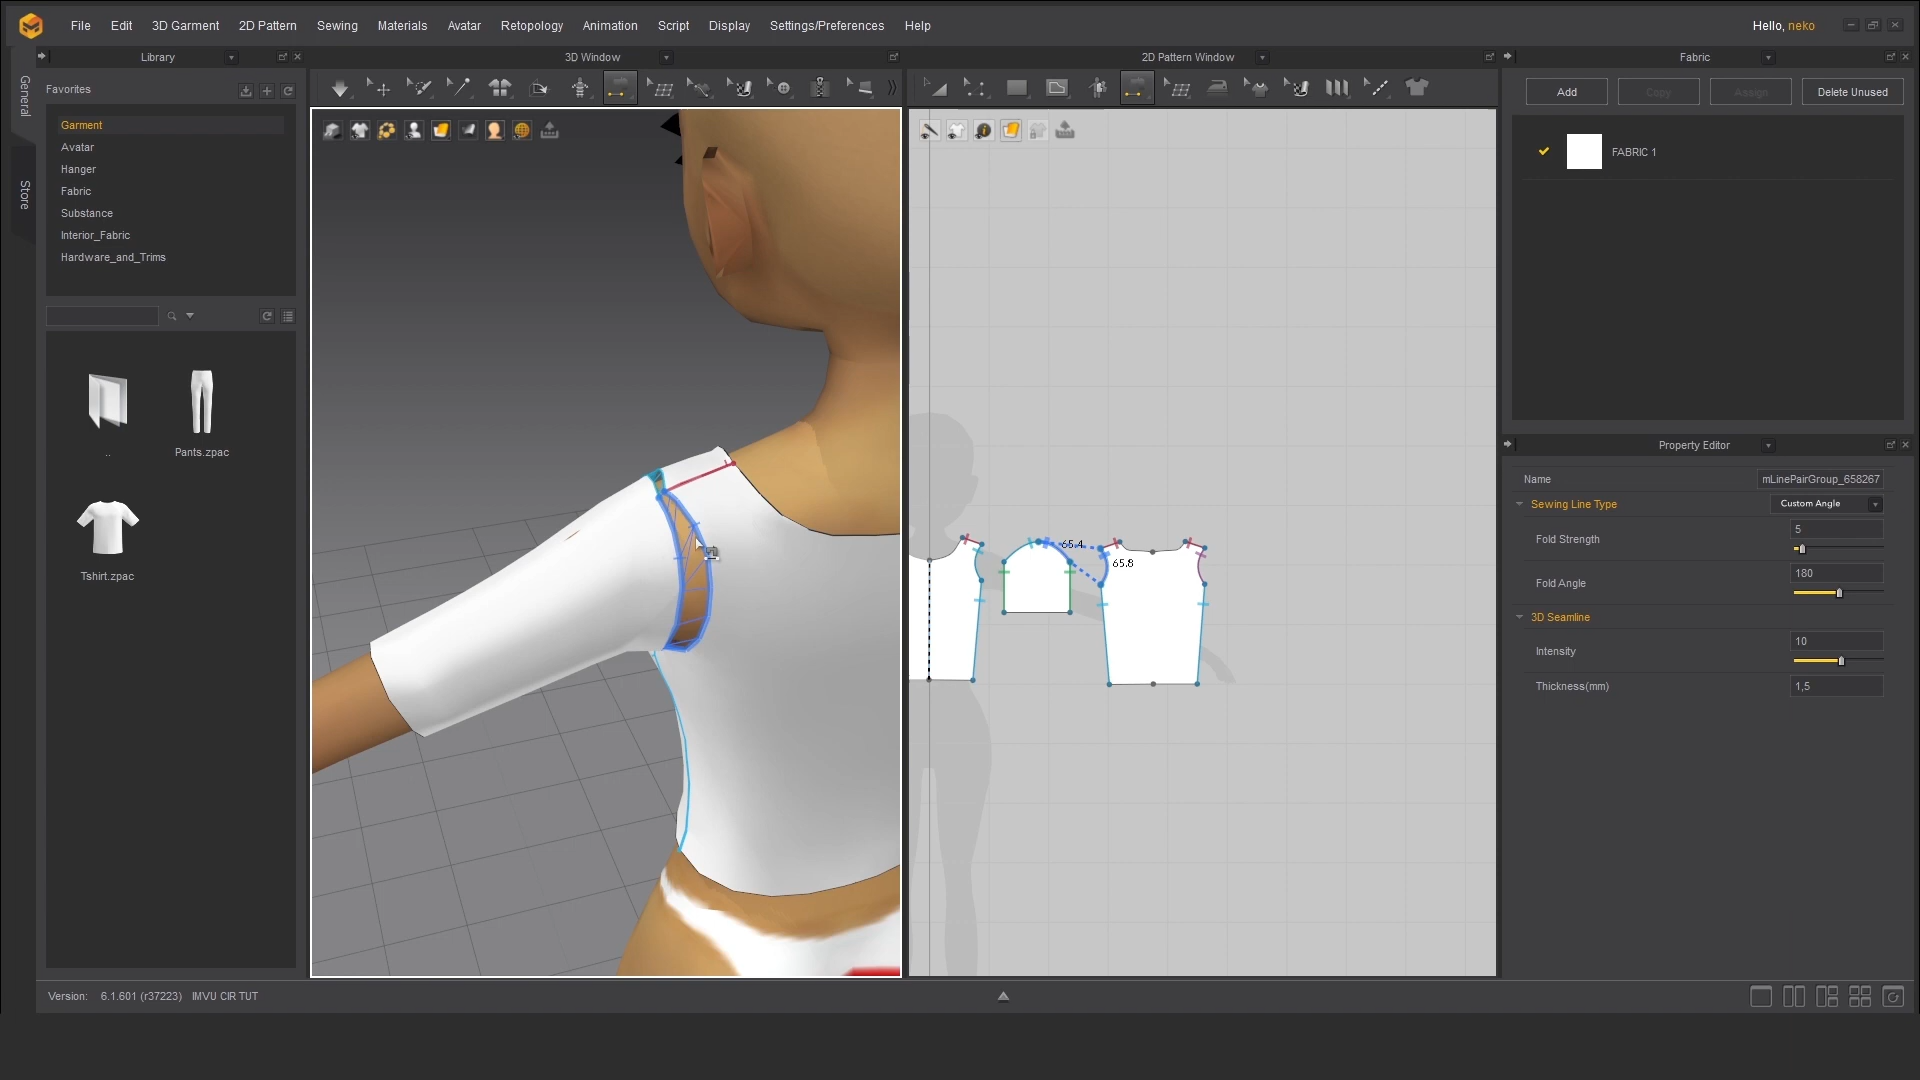 File Edit 3D Garment 2D Pattern Sewing Materials Avatar Retopology Animation Script Display Settings/Preferences Help Hello, neko
Library 3D Window 2D Pattern Window Fabric
General
Store
Favorites
Garment
Avatar
Hanger
Fabric
Substance
Interior_Fabric
Hardware_and_Trims
..
Pants.zpac
Tshirt.zpac
65.4
65.8
Add Copy Assign Delete Unused
FABRIC 1
Property Editor
Name mLinePairGroup_658267
Sewing Line Type Custom Angle
Fold Strength 5
Fold Angle 180
3D Seamline
Intensity 10
Thickness(mm) 1,5
Version: 6.1.601 (r37223) IMVU CIR TUT